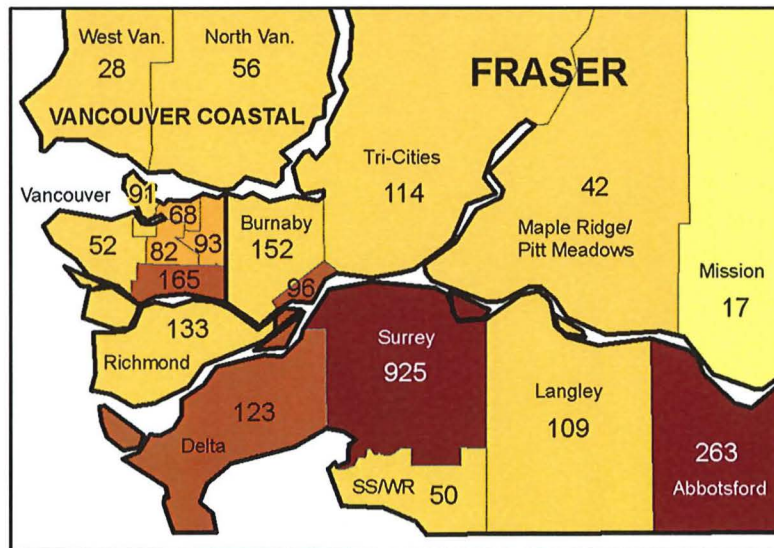 West Van.
28
North Van.
56
VANCOUVER COASTAL
FRASER
Tri-Cities
114
42
Maple Ridge/
Pitt Meadows
Mission
17
Vancouver
91
68
52
82
93
165
Burnaby
152
96
133
Richmond
Surrey
925
Langley
109
123
Delta
SS/WR 50
263
Abbotsford